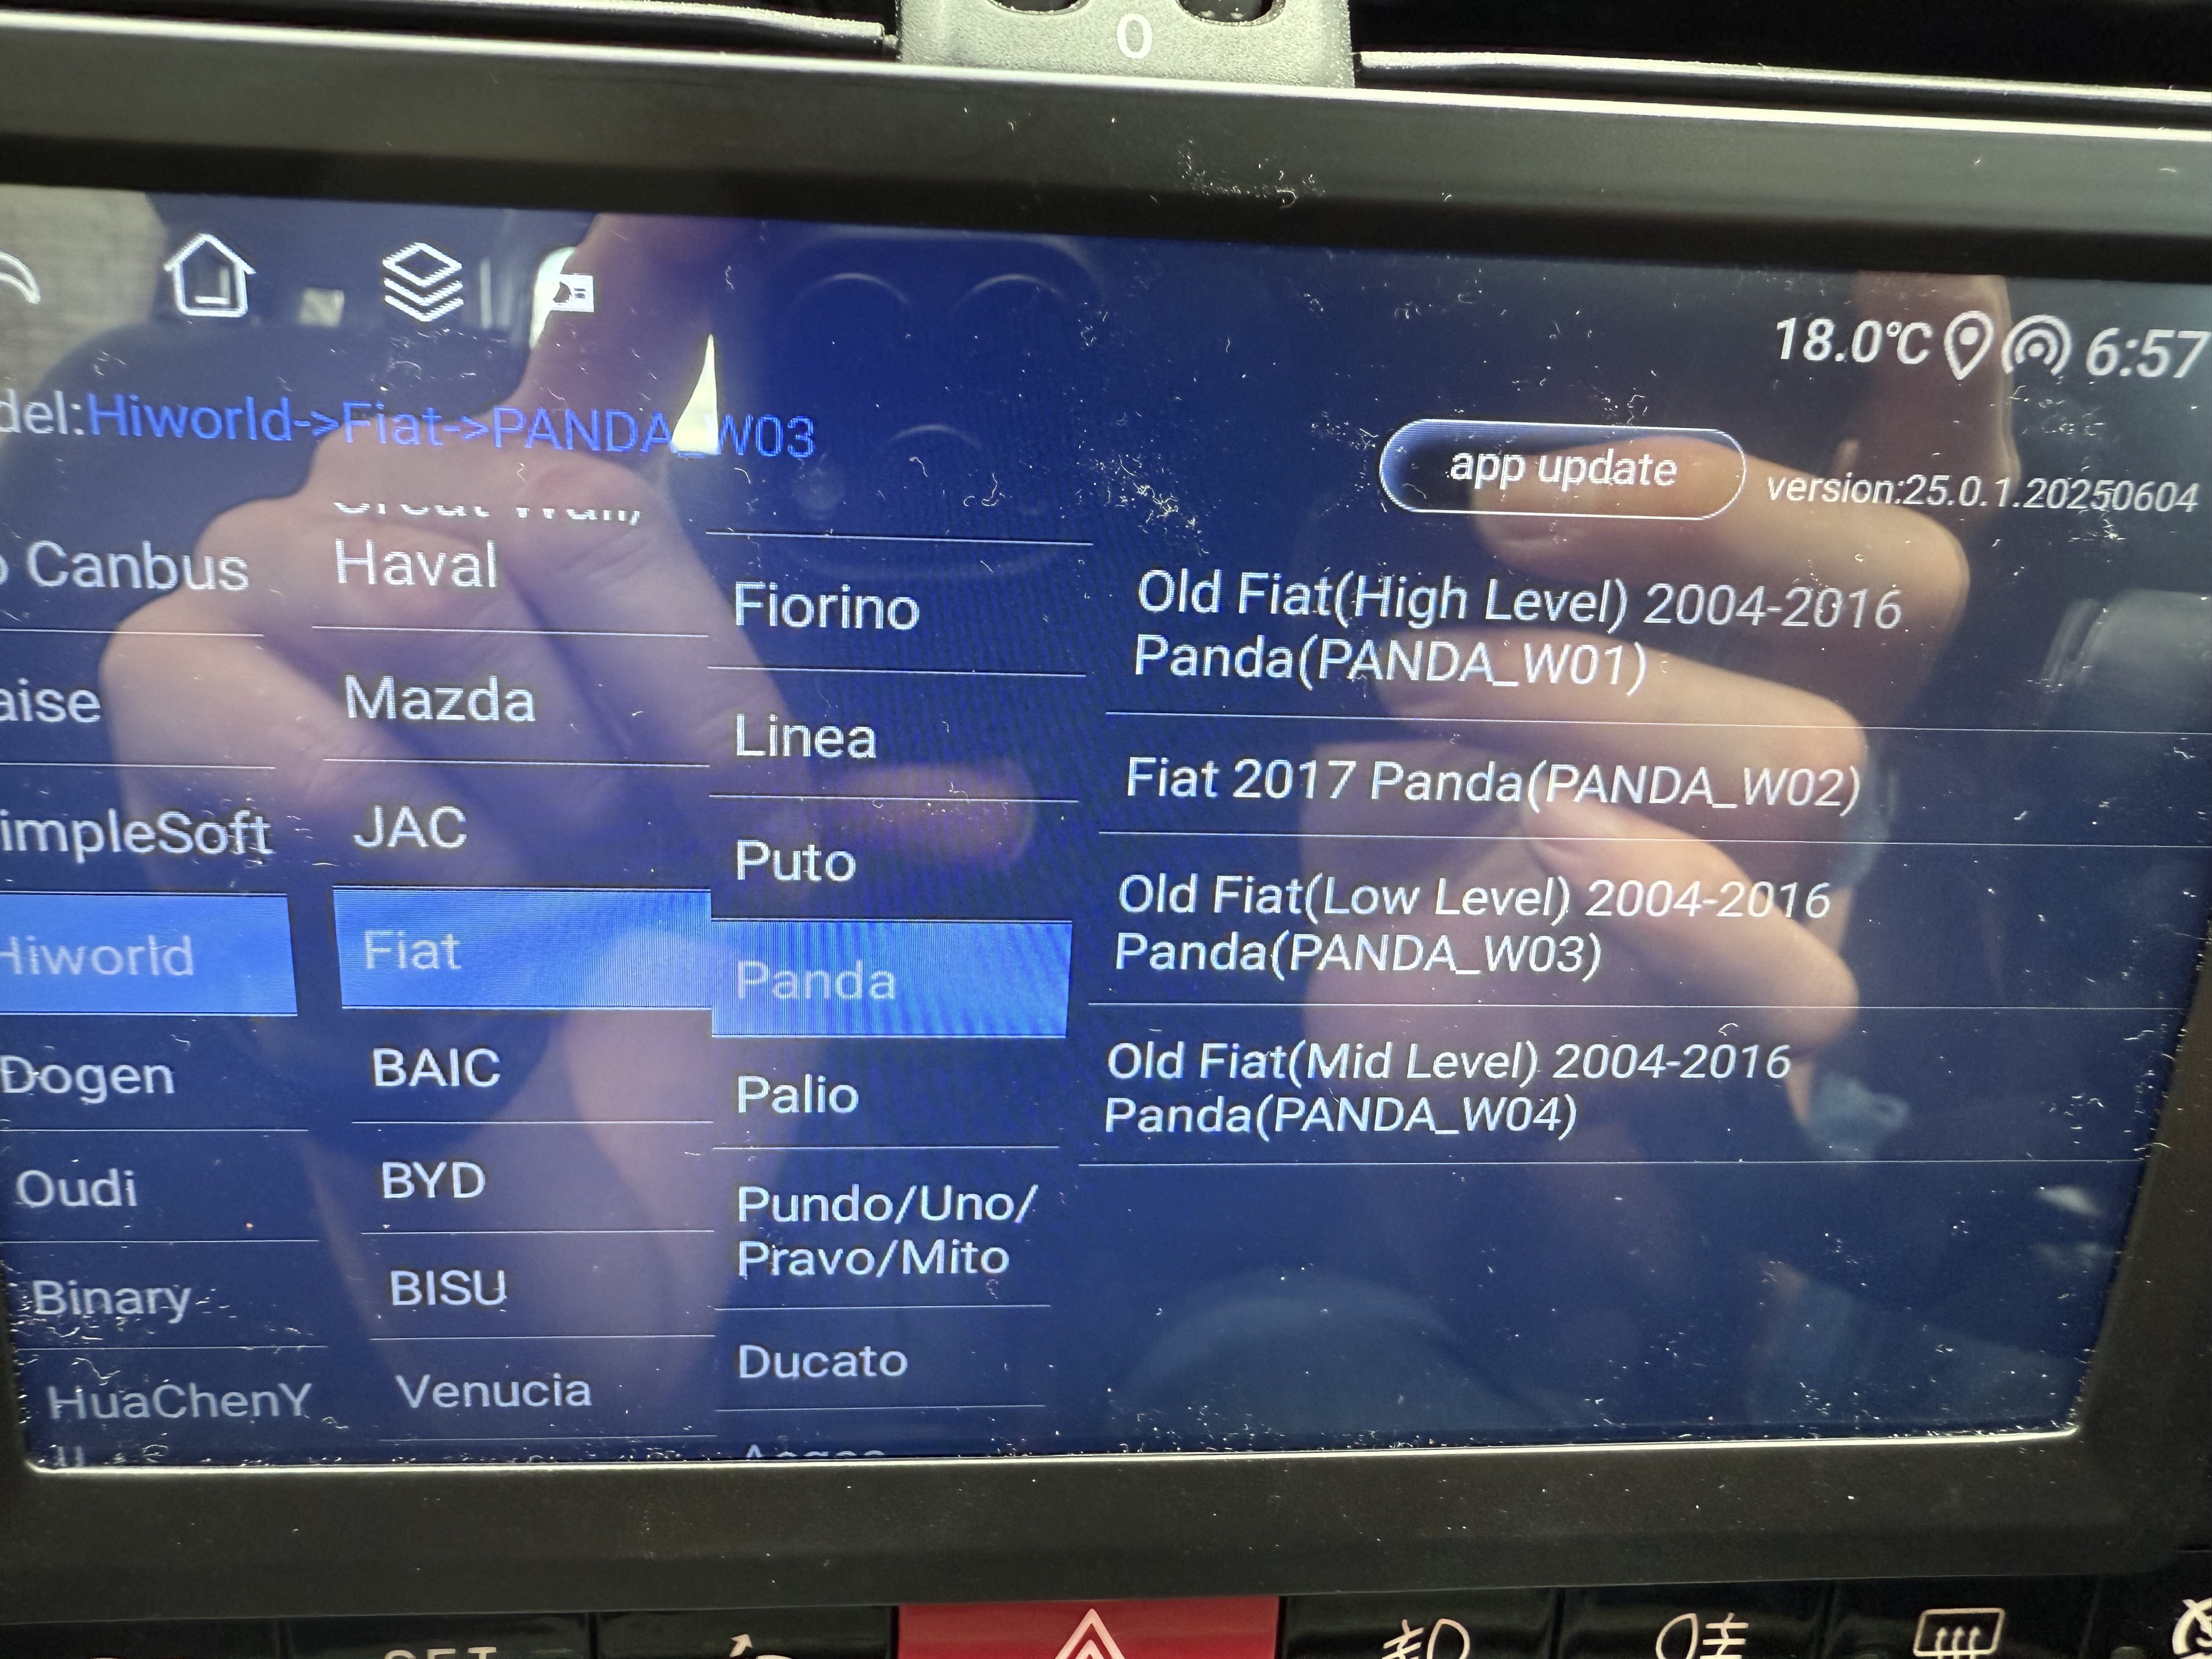 0
18.0°C 6:57
del:Hiworld->Fiat->PANDA_W03
app update
version:25.0.1.20250604
Canbus
aise
impleSoft
Hiworld
Dogen
Oudi
Binary
HuaChenY
Haval
Mazda
JAC
Fiat
BAIC
BYD
BISU
Venucia
Fiorino
Linea
Puto
Panda
Palio
Pundo/Uno/
Pravo/Mito
Ducato
Old Fiat(High Level) 2004-2016
Panda(PANDA_W01)
Fiat 2017 Panda(PANDA_W02)
Old Fiat(Low Level) 2004-2016
Panda(PANDA_W03)
Old Fiat(Mid Level) 2004-2016
Panda(PANDA_W04)